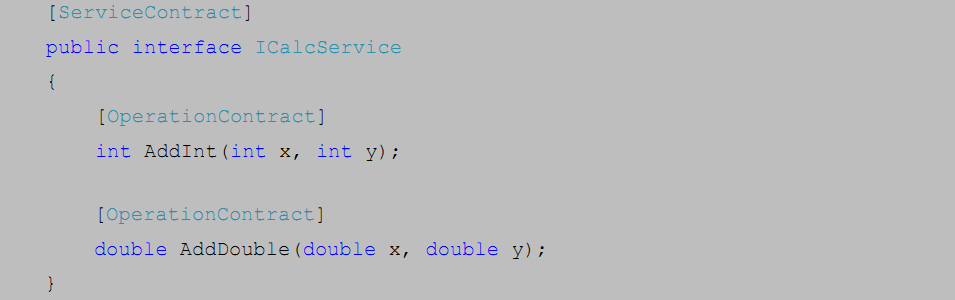 [ServiceContract]
public interface ICalcService
{
[OperationContract]
int AddInt(int x, int y);
[OperationContract]
double AddDouble(double x, double y);
}